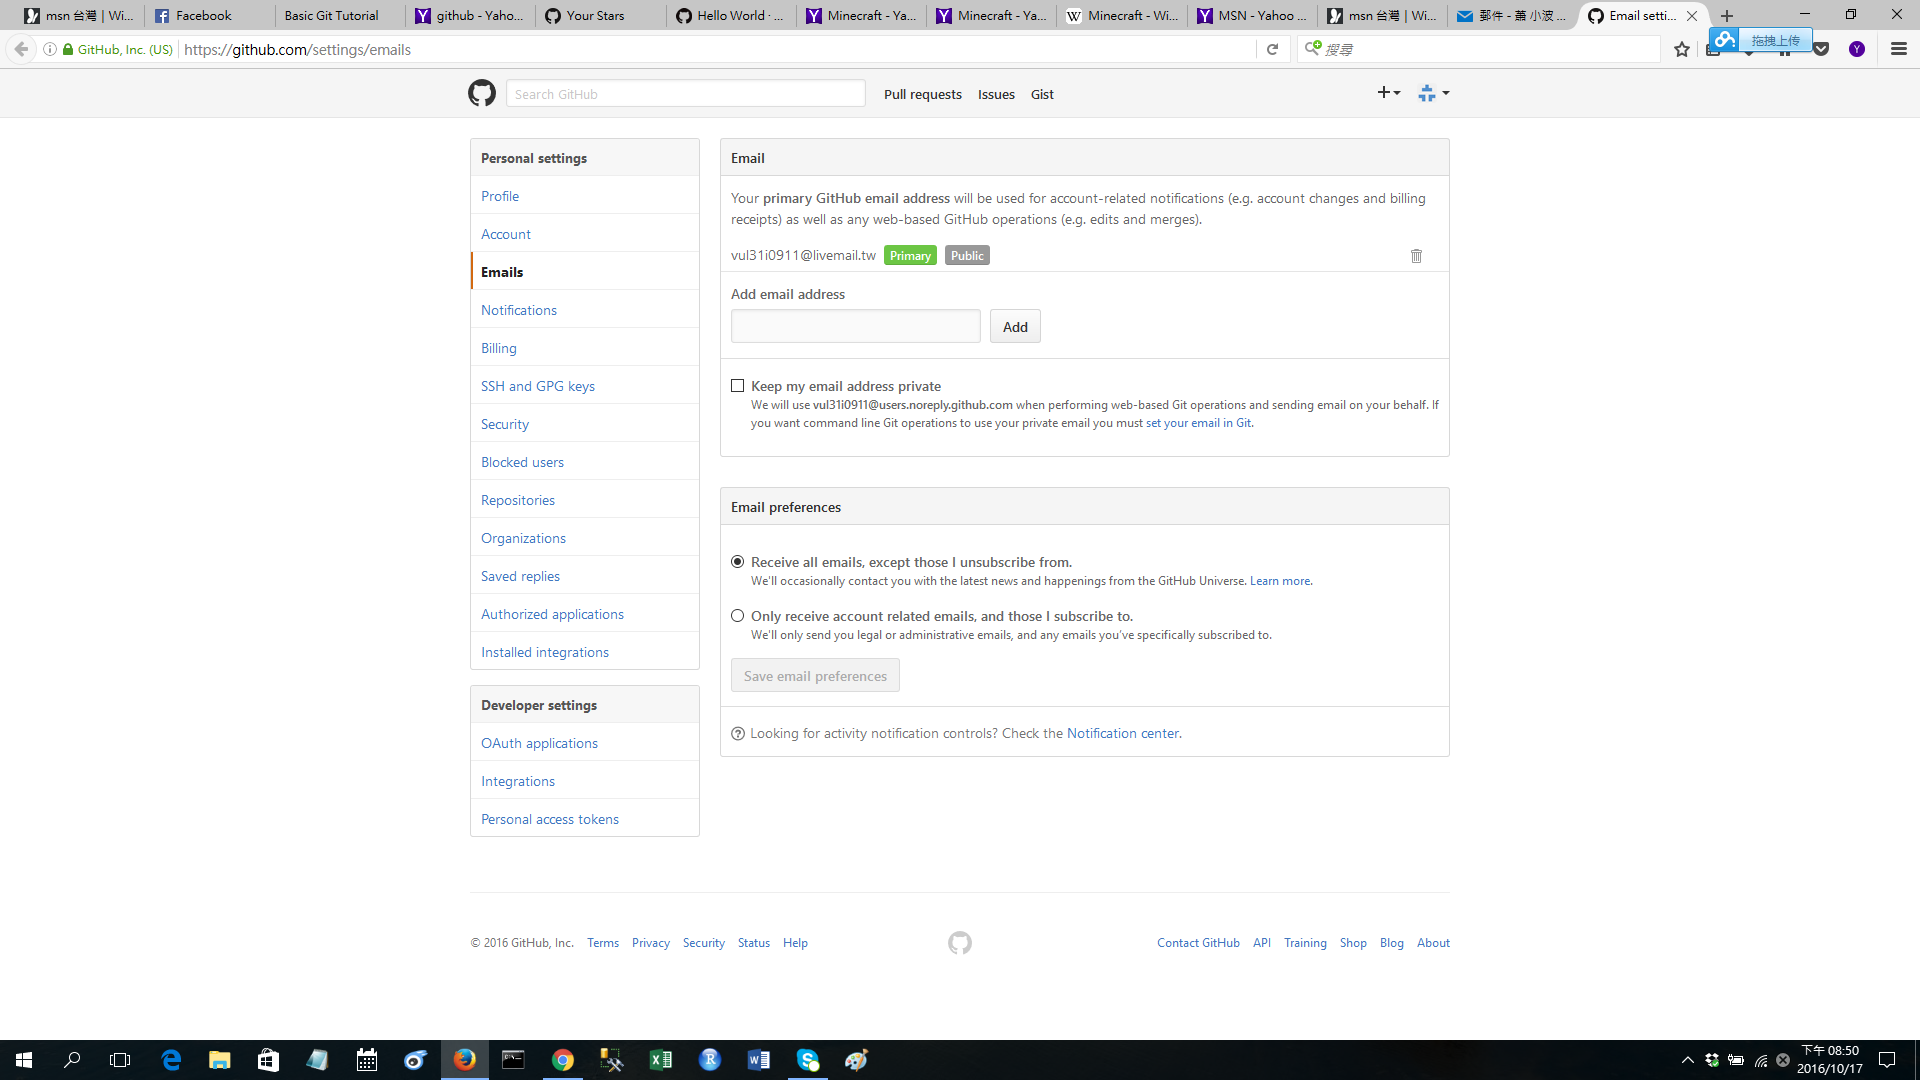 msn 台灣 | Wi...
Facebook
Basic Git Tutorial
github - Yaho...
Your Stars
Hello World · ...
Minecraft - Ya...
Minecraft - Ya...
Minecraft - Wi...
MSN - Yahoo ...
msn 台灣 | Wi...
郵件 - 蕭 小波 ...
Email setti...
GitHub, Inc. (US)
https://github.com/settings/emails
搜尋
拖拽上传
Search GitHub
Pull requests
Issues
Gist
Personal settings
Profile
Account
Emails
Notifications
Billing
SSH and GPG keys
Security
Blocked users
Repositories
Organizations
Saved replies
Authorized applications
Installed integrations
Developer settings
OAuth applications
Integrations
Personal access tokens
Email
Your primary GitHub email address will be used for account-related notifications (e.g. account changes and billing
receipts) as well as any web-based GitHub operations (e.g. edits and merges).
vul31i0911@livemail.tw Primary Public
Add email address
Add
Keep my email address private
We will use vul31i0911@users.noreply.github.com when performing web-based Git operations and sending email on your behalf. If
you want command line Git operations to use your private email you must set your email in Git.
Email preferences
Receive all emails, except those I unsubscribe from.
We'll occasionally contact you with the latest news and happenings from the GitHub Universe. Learn more.
Only receive account related emails, and those I subscribe to.
We'll only send you legal or administrative emails, and any emails you've specifically subscribed to.
Save email preferences
Looking for activity notification controls? Check the Notification center.
© 2016 GitHub, Inc. Terms Privacy Security Status Help
Contact GitHub API Training Shop Blog About
下午 08:50
2016/10/17